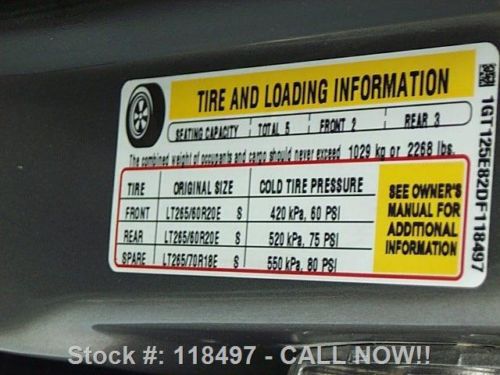 TIRE AND LOADING INFORMATION
SEATING CAPACITY TOTAL 5 FRONT 2 REAR 3
The combined weight of occupants and cargo should never exceed 1029 kg or 2268 lbs.
TIRE ORIGINAL SIZE COLD TIRE PRESSURE
FRONT LT265/60R20E S 420 kPa, 60 PSI
REAR LT265/60R20E S 520 kPa, 75 PSI
SPARE LT265/70R18E S 550 kPa, 80 PSI
SEE OWNER'S
MANUAL FOR
ADDITIONAL
INFORMATION
1GT125E82DF118497
Stock #: 118497 - CALL NOW!!